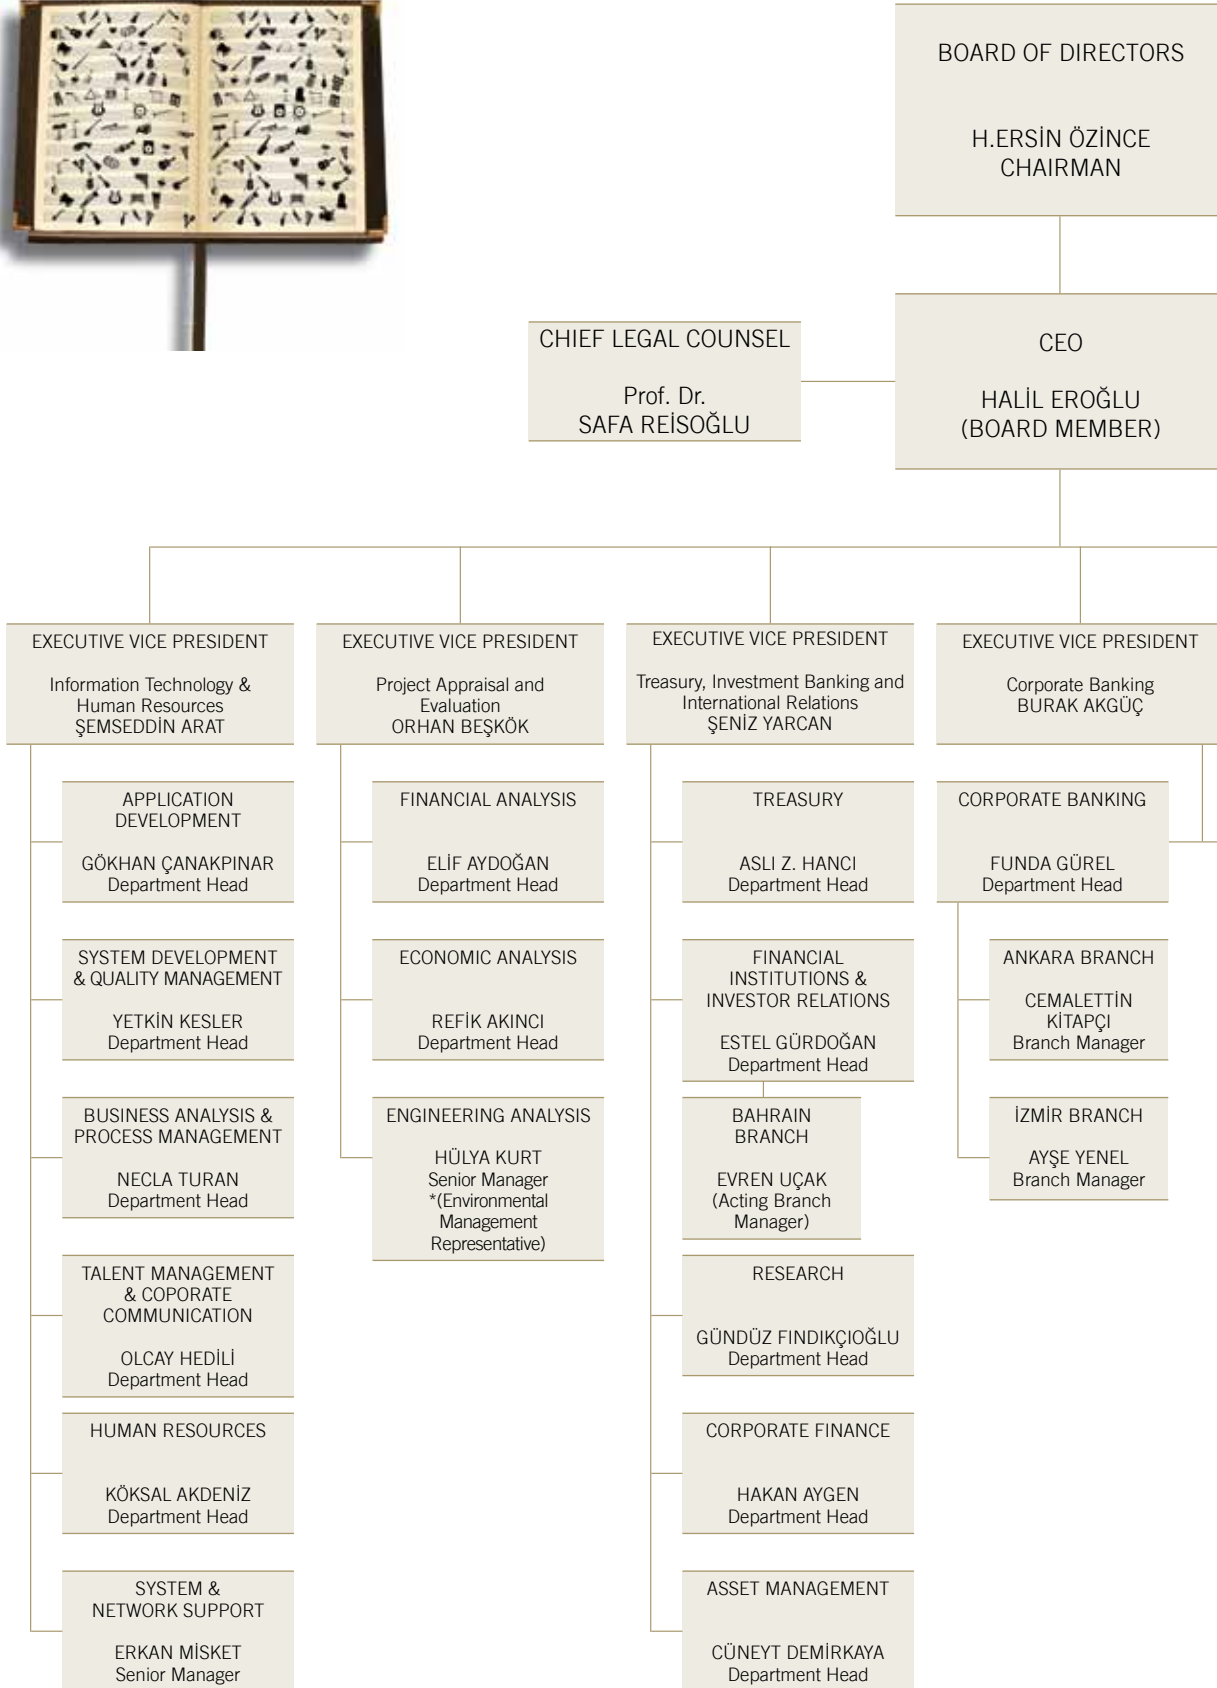 BOARD OF DIRECTORS
H.ERSİN ÖZİNCE
CHAIRMAN
CHIEF LEGAL COUNSEL
Prof. Dr.
SAFA REİSOĞLU
CEO
HALİL EROĞLU
(BOARD MEMBER)
EXECUTIVE VICE PRESIDENT
Information Technology &
Human Resources
ŞEMSEDDİN ARAT
APPLICATION
DEVELOPMENT
GÖKHAN ÇANAKPINAR
Department Head
SYSTEM DEVELOPMENT
& QUALITY MANAGEMENT
YETKİN KESLER
Department Head
BUSINESS ANALYSIS &
PROCESS MANAGEMENT
NECLA TURAN
Department Head
TALENT MANAGEMENT
& COPORATE
COMMUNICATION
OLCAY HEDİLİ
Department Head
HUMAN RESOURCES
KÖKSAL AKDENİZ
Department Head
SYSTEM &
NETWORK SUPPORT
ERKAN MİSKET
Senior Manager
EXECUTIVE VICE PRESIDENT
Project Appraisal and
Evaluation
ORHAN BEŞKÖK
FINANCIAL ANALYSIS
ELİF AYDOĞAN
Department Head
ECONOMIC ANALYSIS
REFİK AKINCI
Department Head
ENGINEERING ANALYSIS
HÜLYA KURT
Senior Manager
*(Environmental
Management
Representative)
EXECUTIVE VICE PRESIDENT
Treasury, Investment Banking and
International Relations
ŞENİZ YARCAN
TREASURY
ASLI Z. HANCI
Department Head
FINANCIAL
INSTITUTIONS &
INVESTOR RELATIONS
ESTEL GÜRDOĞAN
Department Head
BAHRAIN
BRANCH
EVREN UÇAK
(Acting Branch
Manager)
RESEARCH
GÜNDÜZ FINDIKÇIOĞLU
Department Head
CORPORATE FINANCE
HAKAN AYGEN
Department Head
ASSET MANAGEMENT
CÜNEYT DEMİRKAYA
Department Head
EXECUTIVE VICE PRESIDENT
Corporate Banking
BURAK AKGÜÇ
CORPORATE BANKING
FUNDA GÜREL
Department Head
ANKARA BRANCH
CEMALETTİN
KİTAPÇI
Branch Manager
İZMİR BRANCH
AYŞE YENEL
Branch Manager